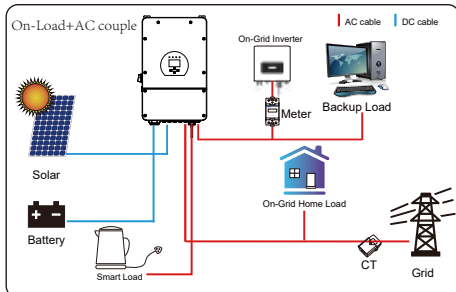 On-Load+AC couple
AC cable
DC cable
On-Grid Inverter
Meter
Backup Load
Solar
On-Grid Home Load
Battery
Smart Load
CT
Grid